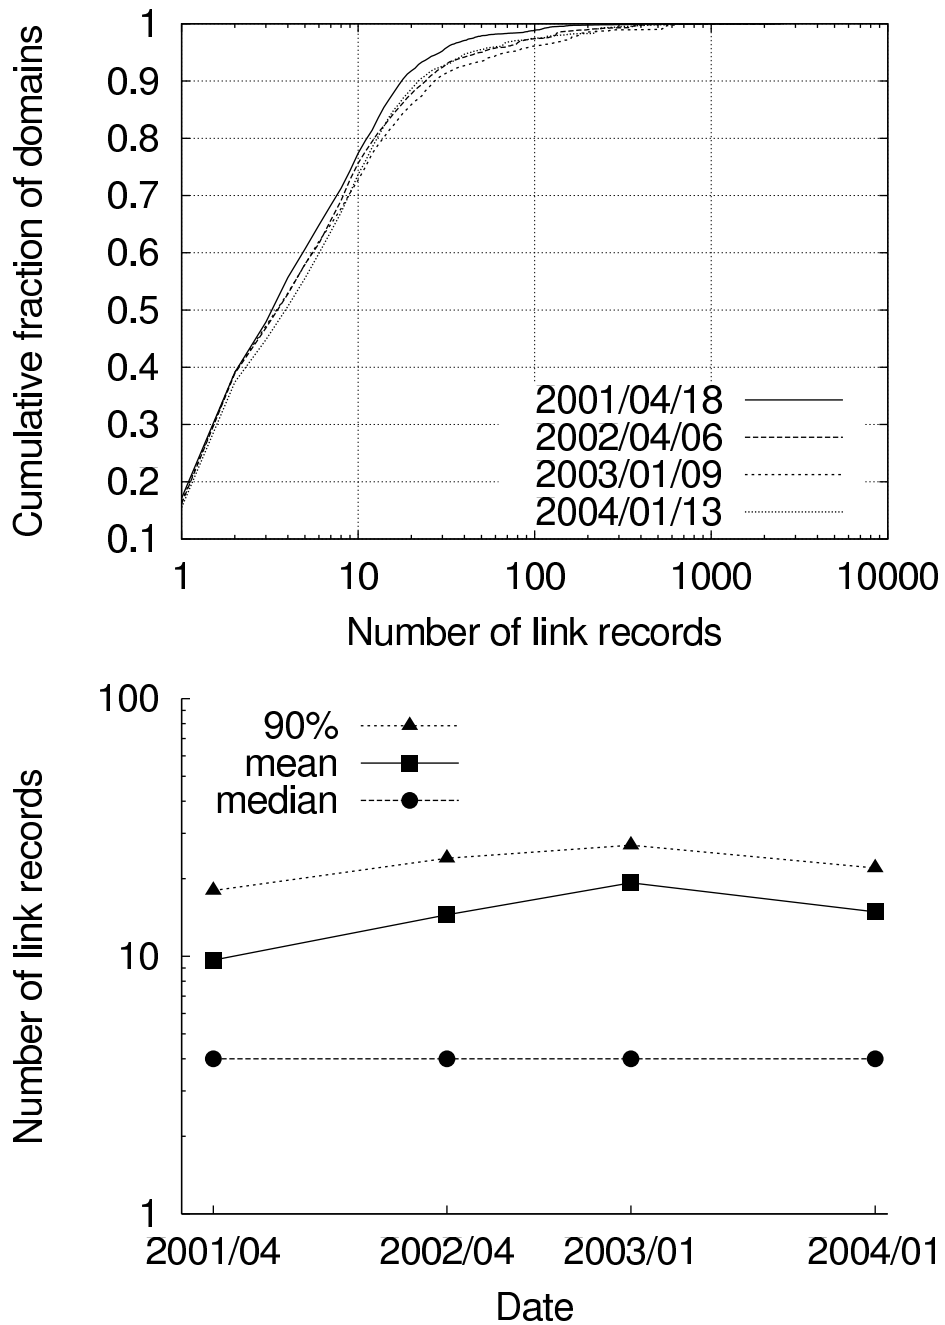 Cumulative fraction of domains
1
0.9
0.8
0.7
0.6
0.5
0.4
0.3
0.2
0.1
2001/04/18
2002/04/06
2003/01/09
2004/01/13
1 10 100 1000 10000
Number of link records
Number of link records
100
10
1
90%
mean
median
2001/04 2002/04 2003/01 2004/01
Date